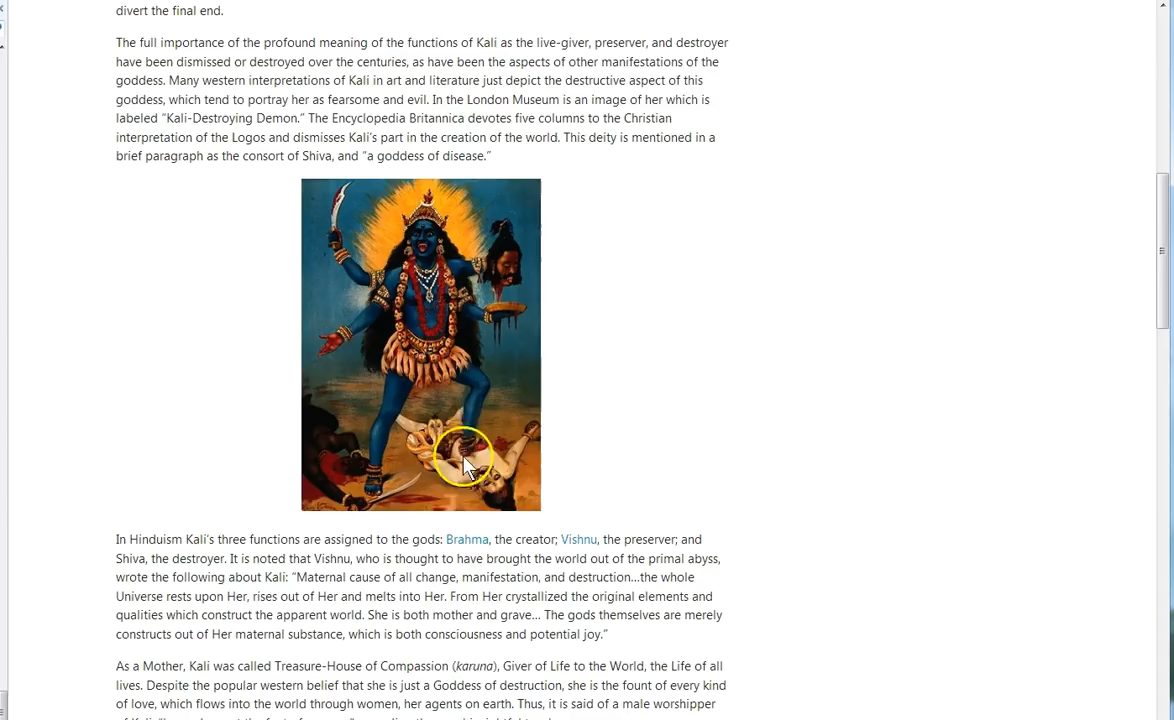 divert the final end.
The full importance of the profound meaning of the functions of Kali as the live-giver, preserver, and destroyer
have been dismissed or destroyed over the centuries, as have been the aspects of other manifestations of the
goddess. Many western interpretations of Kali in art and literature just depict the destructive aspect of this
goddess, which tend to portray her as fearsome and evil. In the London Museum is an image of her which is
labeled “Kali-Destroying Demon.” The Encyclopedia Britannica devotes five columns to the Christian
interpretation of the Logos and dismisses Kali’s part in the creation of the world. This deity is mentioned in a
brief paragraph as the consort of Shiva, and “a goddess of disease.”
In Hinduism Kali’s three functions are assigned to the gods: Brahma, the creator; Vishnu, the preserver; and
Shiva, the destroyer. It is noted that Vishnu, who is thought to have brought the world out of the primal abyss,
wrote the following about Kali: “Maternal cause of all change, manifestation, and destruction…the whole
Universe rests upon Her, rises out of Her and melts into Her. From Her crystallized the original elements and
qualities which construct the apparent world. She is both mother and grave… The gods themselves are merely
constructs out of Her maternal substance, which is both consciousness and potential joy.”
As a Mother, Kali was called Treasure-House of Compassion (karuna), Giver of Life to the World, the Life of all
lives. Despite the popular western belief that she is just a Goddess of destruction, she is the fount of every kind
of love, which flows into the world through women, her agents on earth. Thus, it is said of a male worshipper